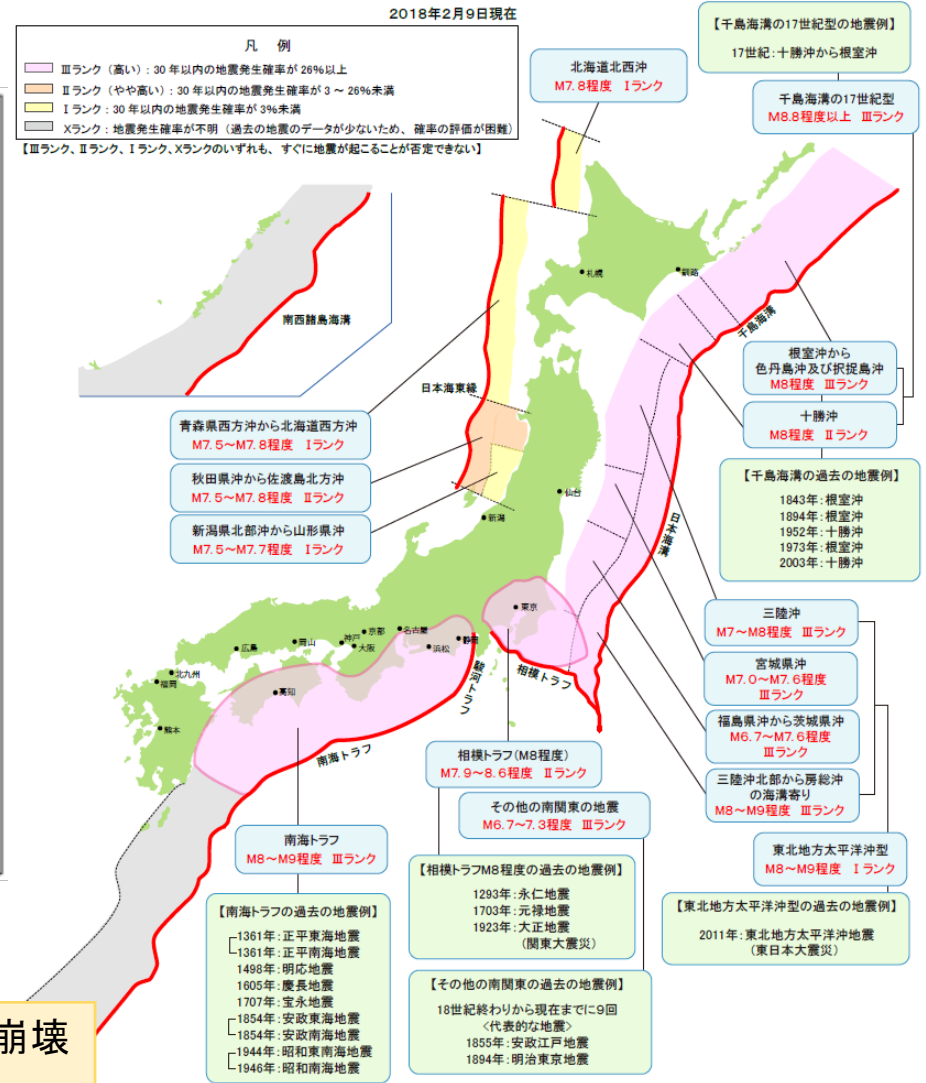 2018年2月9日現在
凡 例
Ⅲランク（高い）：30年以内の地震発生確率が26%以上
Ⅱランク（やや高い）：30年以内の地震発生確率が3～26%未満
Ⅰランク：30年以内の地震発生確率が3%未満
Xランク：地震発生確率が不明（過去の地震のデータが少ないため、確率の評価が困難）
【Ⅲランク、Ⅱランク、Ⅰランク、Xランクのいずれも、すぐに地震が起こることが否定できない】
北海道北西沖
M7.8程度 Ⅰランク
【千島海溝の17世紀型の地震例】
17世紀：十勝沖から根室沖
千島海溝の17世紀型
M8.8程度以上 Ⅲランク
南西諸島海溝
札幌
釧路
千島海溝
日本海東縁
根室沖から
色丹島沖及び択捉島沖
M8程度 Ⅲランク
十勝沖
M8程度 Ⅱランク
青森県西方沖から北海道西方沖
M7.5～M7.8程度 Ⅰランク
秋田県沖から佐渡島北方沖
M7.5～M7.8程度 Ⅱランク
新潟県北部沖から山形県沖
M7.5～M7.7程度 Ⅰランク
【千島海溝の過去の地震例】
1843年：根室沖
1894年：根室沖
1952年：十勝沖
1973年：根室沖
2003年：十勝沖
仙台
新潟
日本海溝
東京
京都
名古屋
神戸
大阪
静岡
浜松
岡山
広島
北九州
福岡
高知
熊本
駿河トラフ
相模トラフ
南海トラフ
三陸沖
M7～M8程度 Ⅲランク
宮城県沖
M7.0～M7.6程度
Ⅲランク
福島県沖から茨城県沖
M6.7～M7.6程度
Ⅲランク
三陸沖北部から房総沖
の海溝寄り
M8～M9程度 Ⅲランク
相模トラフ(M8程度)
M7.9～8.6程度 Ⅱランク
その他の南関東の地震
M6.7～7.3程度 Ⅲランク
南海トラフ
M8～M9程度 Ⅲランク
東北地方太平洋沖型
M8～M9程度 Ⅰランク
【相模トラフM8程度の過去の地震例】
1293年：永仁地震
1703年：元禄地震
1923年：大正地震
(関東大震災)
【東北地方太平洋沖型の過去の地震例】
2011年：東北地方太平洋沖地震
(東日本大震災)
【南海トラフの過去の地震例】
1361年：正平東海地震
1361年：正平南海地震
1498年：明応地震
1605年：慶長地震
1707年：宝永地震
1854年：安政東海地震
1854年：安政南海地震
1944年：昭和東南海地震
1946年：昭和南海地震
【その他の南関東の過去の地震例】
18世紀終わりから現在までに9回
<代表的な地震>
1855年：安政江戸地震
1894年：明治東京地震
崩壊